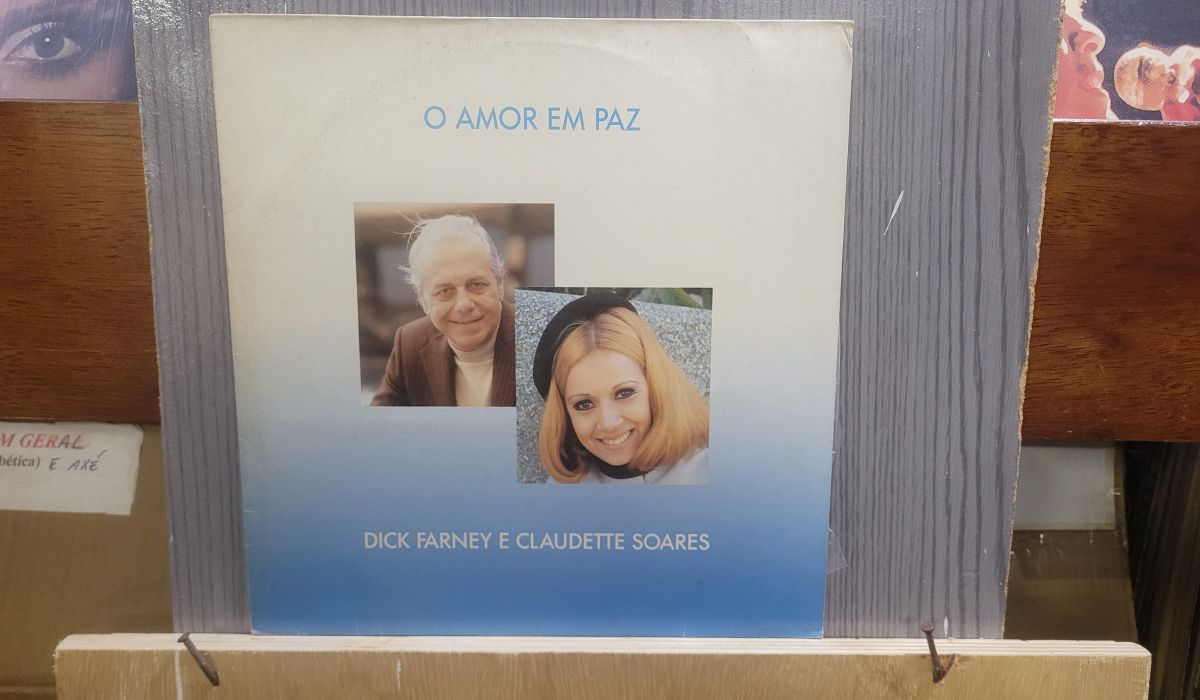 O AMOR EM PAZ
DICK FARNEY E CLAUDETTE SOARES
M GERAL
bética) E AXÉ